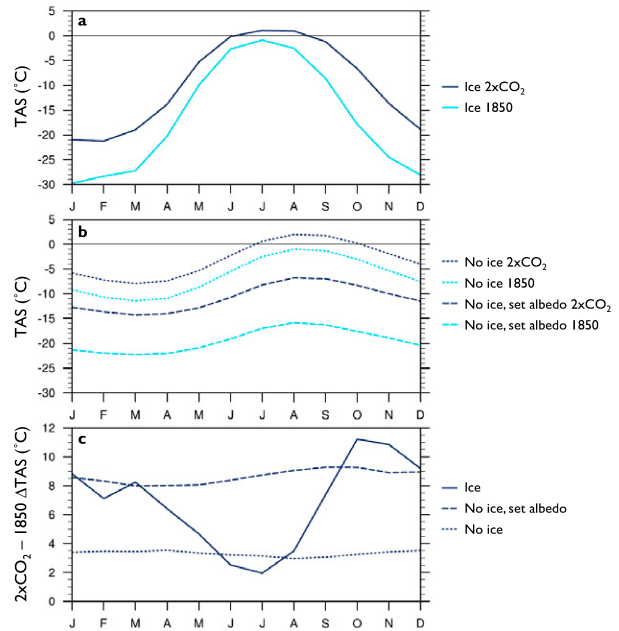 a
TAS (°C)
5
0
-5
-10
-15
-20
-25
-30
J F M A M J J A S O N D
Ice 2xCO₂
Ice 1850
b
TAS (°C)
5
0
-5
-10
-15
-20
-25
-30
J F M A M J J A S O N D
No ice 2xCO₂
No ice 1850
No ice, set albedo 2xCO₂
No ice, set albedo 1850
c
2xCO₂ – 1850 ΔTAS (°C)
12
10
8
6
4
2
0
J F M A M J J A S O N D
Ice
No ice, set albedo
No ice